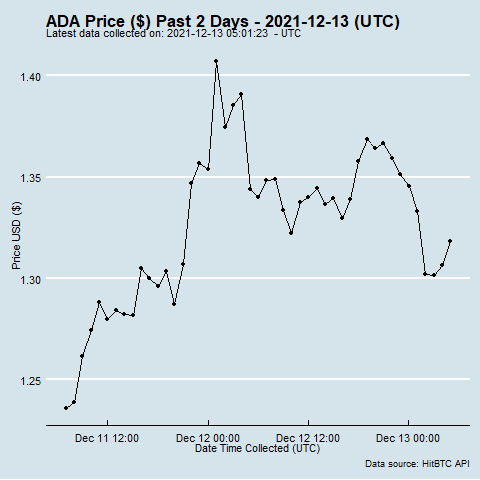 ADA Price ($) Past 2 Days - 2021-12-13 (UTC)
Latest data collected on: 2021-12-13 05:01:23 - UTC
1.40
1.35
1.30
1.25
Price USD ($)
Dec 11 12:00 Dec 12 00:00 Dec 12 12:00 Dec 13 00:00
Date Time Collected (UTC)
Data source: HitBTC API